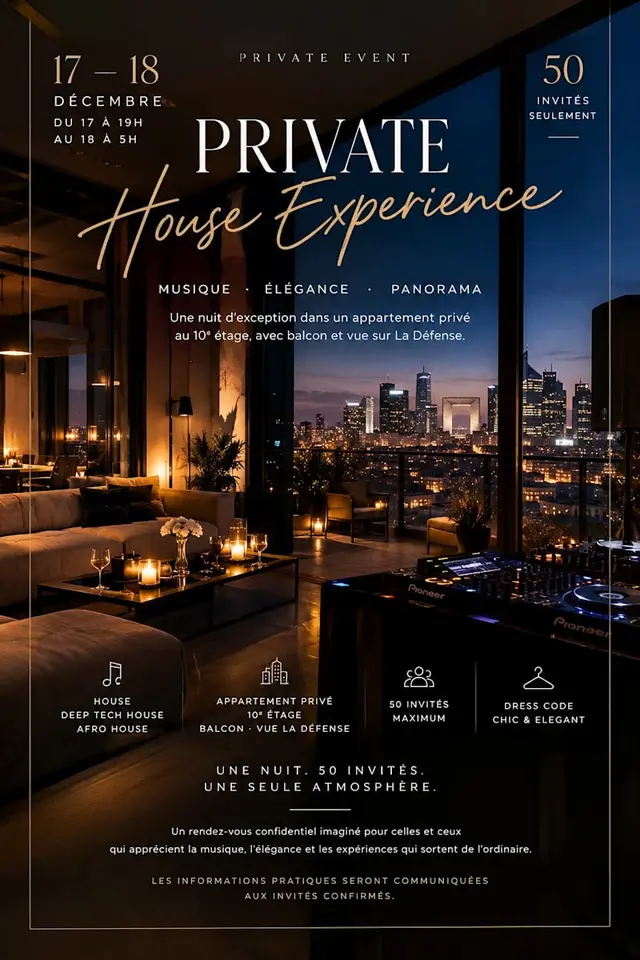 PRIVATE EVENT
17 — 18
DÉCEMBRE
DU 17 À 19H
AU 18 À 5H
50
INVITÉS
SEULEMENT
PRIVATE
House Experience
MUSIQUE · ÉLÉGANCE · PANORAMA
Une nuit d'exception dans un appartement privé
au 10ᵉ étage, avec balcon et vue sur La Défense.
Pioneer
Pioneer
HOUSE
DEEP TECH HOUSE
AFRO HOUSE
APPARTEMENT PRIVÉ
10ᵉ ÉTAGE
BALCON · VUE LA DÉFENSE
50 INVITÉS
MAXIMUM
DRESS CODE
CHIC & ELEGANT
UNE NUIT. 50 INVITÉS.
UNE SEULE ATMOSPHÈRE.
Un rendez-vous confidentiel imaginé pour celles et ceux
qui apprécient la musique, l'élégance et les expériences qui sortent de l'ordinaire.
LES INFORMATIONS PRATIQUES SERONT COMMUNIQUÉES
AUX INVITÉS CONFIRMÉS.